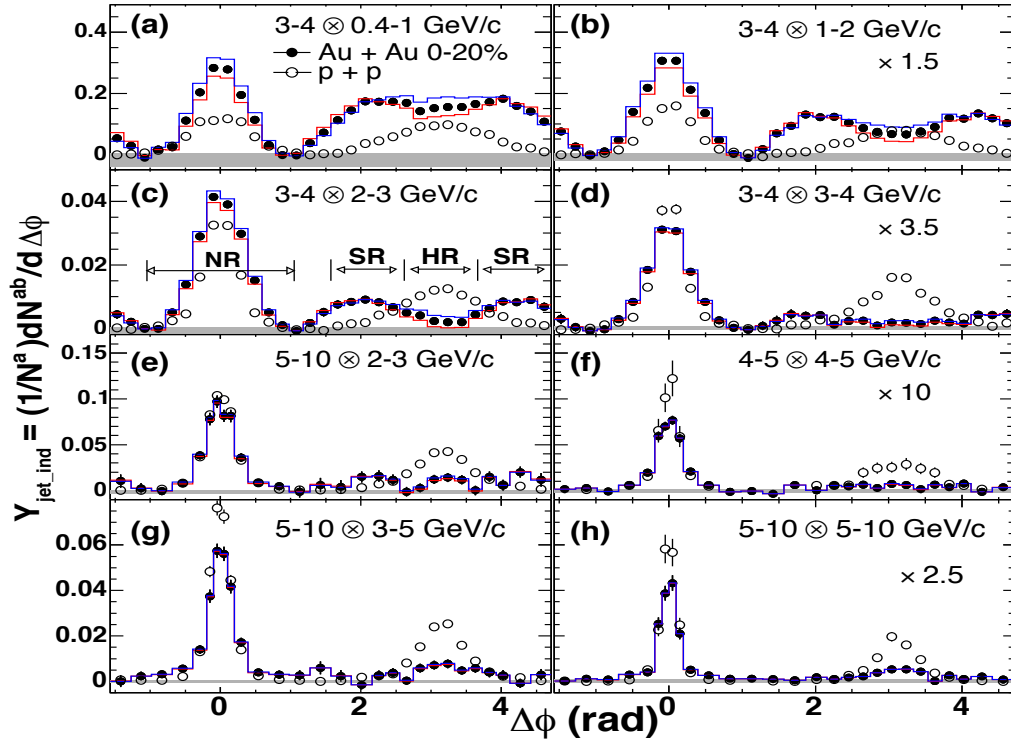 (a) 3-4 ⊗ 0.4-1 GeV/c
Au + Au 0-20%
p + p
(b) 3-4 ⊗ 1-2 GeV/c
× 1.5
0.4
0.2
0
(c) 3-4 ⊗ 2-3 GeV/c
NR SR HR SR
(d) 3-4 ⊗ 3-4 GeV/c
× 3.5
0.04
0.02
0
(e) 5-10 ⊗ 2-3 GeV/c
(f) 4-5 ⊗ 4-5 GeV/c
× 10
0.15
0.1
0.05
0
(g) 5-10 ⊗ 3-5 GeV/c
(h) 5-10 ⊗ 5-10 GeV/c
× 2.5
0.06
0.04
0.02
0
0 2 4 0 2 4
Y jet_ind = (1/Nᵃ)dNᵃᵇ/dΔϕ
Δϕ (rad)